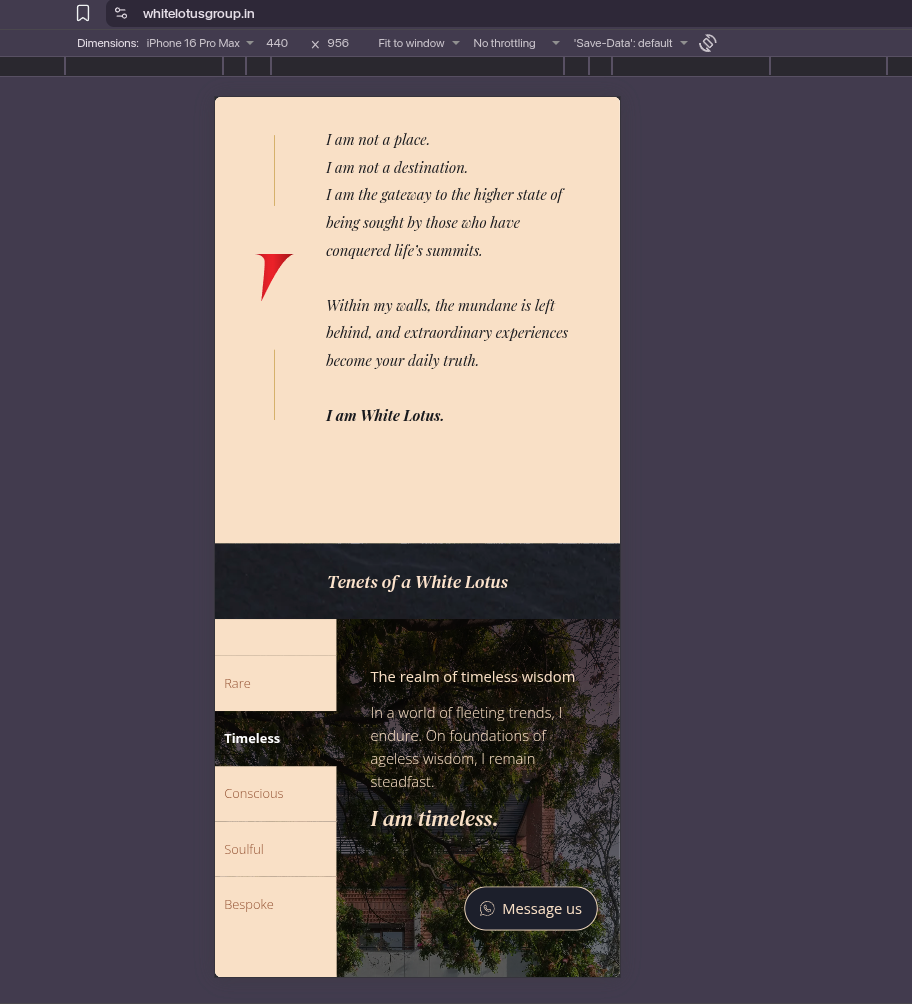 whitelotusgroup.in
Dimensions: iPhone 16 Pro Max 440 × 956 Fit to window No throttling 'Save-Data': default
I am not a place.
I am not a destination.
I am the gateway to the higher state of
being sought by those who have
conquered life's summits.
Within my walls, the mundane is left
behind, and extraordinary experiences
become your daily truth.
I am White Lotus.
Tenets of a White Lotus
Rare
Timeless
Conscious
Soulful
Bespoke
The realm of timeless wisdom
In a world of fleeting trends, I
endure. On foundations of
ageless wisdom, I remain
steadfast.
I am timeless.
Message us